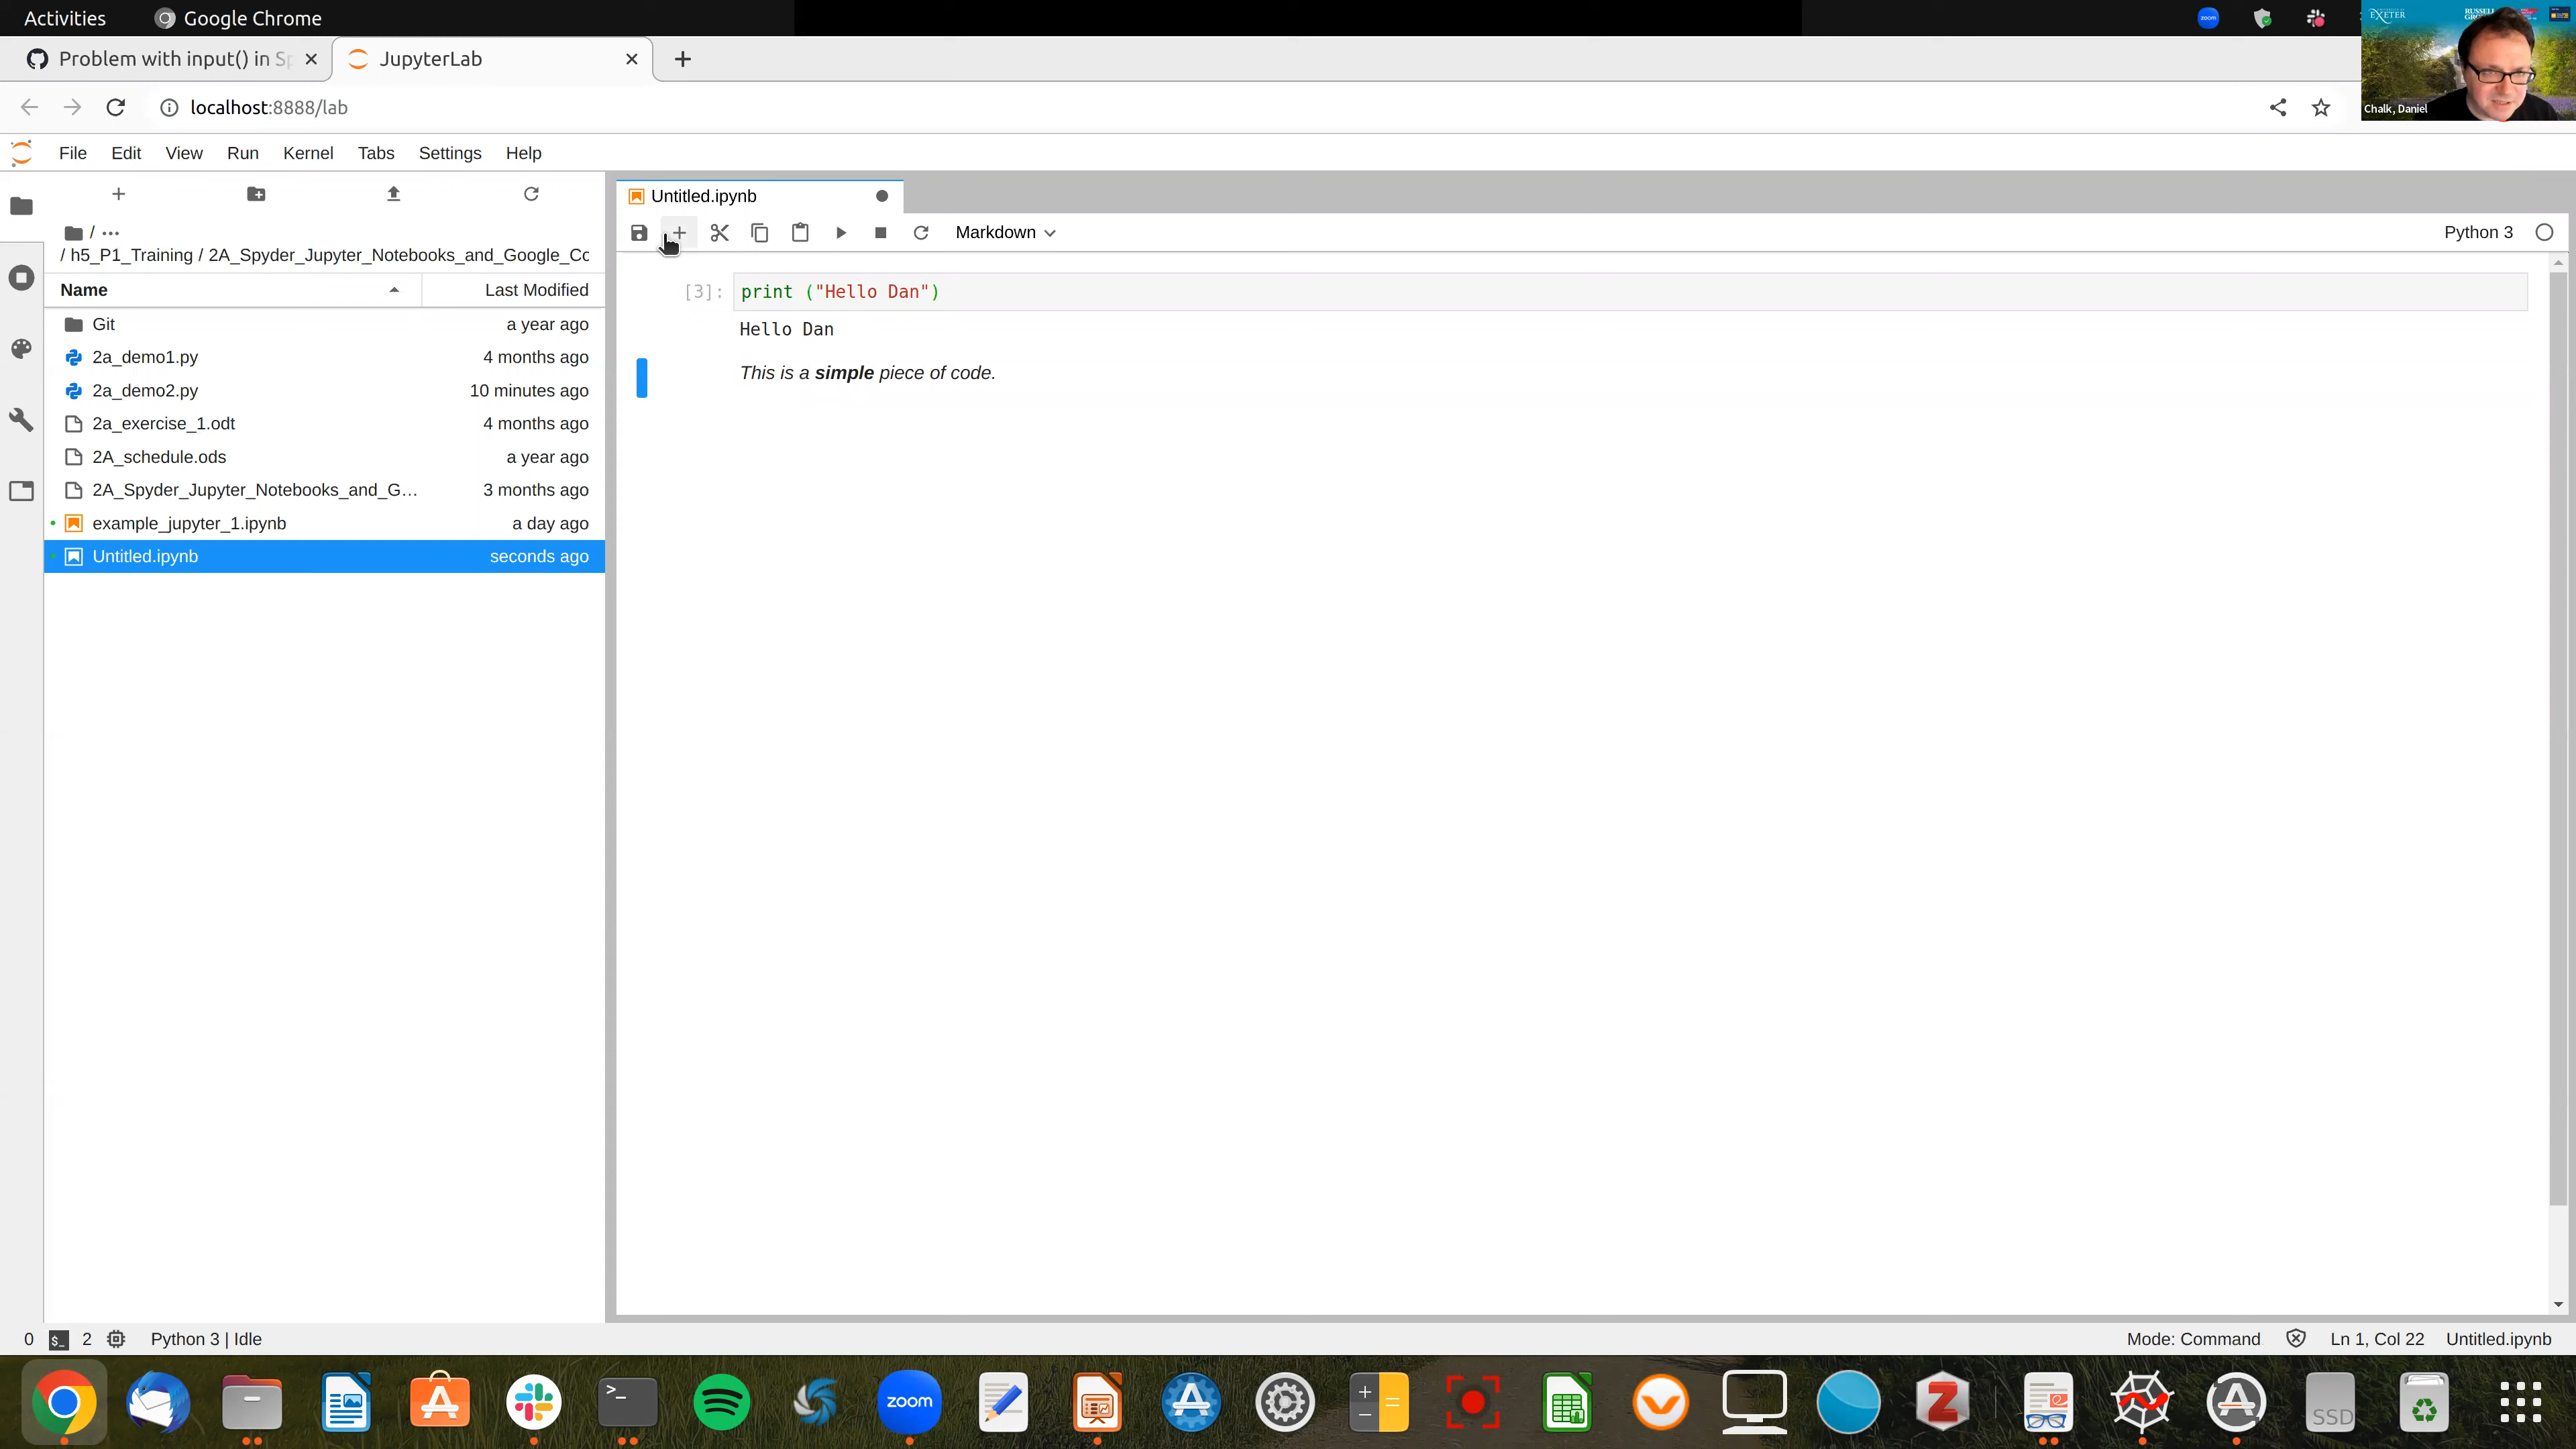 Activities Google Chrome
Problem with input() in Sp JupyterLab
localhost:8888/lab
Chalk, Daniel
EXETER
File Edit View Run Kernel Tabs Settings Help
Untitled.ipynb
/ ···
/ h5_P1_Training / 2A_Spyder_Jupyter_Notebooks_and_Google_Co
Markdown
Python 3
Name Last Modified
Git a year ago
2a_demo1.py 4 months ago
2a_demo2.py 10 minutes ago
2a_exercise_1.odt 4 months ago
2A_schedule.ods a year ago
2A_Spyder_Jupyter_Notebooks_and_G... 3 months ago
example_jupyter_1.ipynb a day ago
Untitled.ipynb seconds ago
[3]: print ("Hello Dan")
Hello Dan
This is a simple piece of code.
0 $_ 2 Python 3 | Idle
Mode: Command Ln 1, Col 22 Untitled.ipynb
zoom
SSD